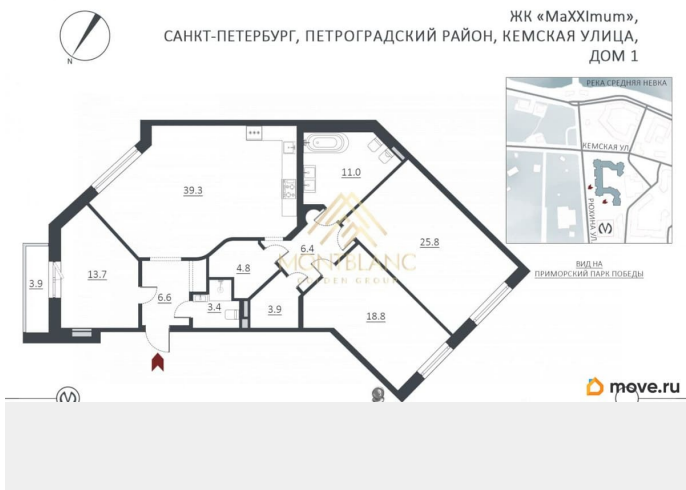 ЖК «MaXXImum»,
САНКТ-ПЕТЕРБУРГ, ПЕТРОГРАДСКИЙ РАЙОН, КЕМСКАЯ УЛИЦА,
ДОМ 1
N
РЕКА СРЕДНЯЯ НЕВКА
КЕМСКАЯ УЛ.
РЮХИНА УЛ.
ВИД НА
ПРИМОРСКИЙ ПАРК ПОБЕДЫ
39.3
11.0
25.8
6.4
4.8
MONTBLANC
GROUP
13.7
3.9
6.6
3.4
3.9
18.8
move.ru